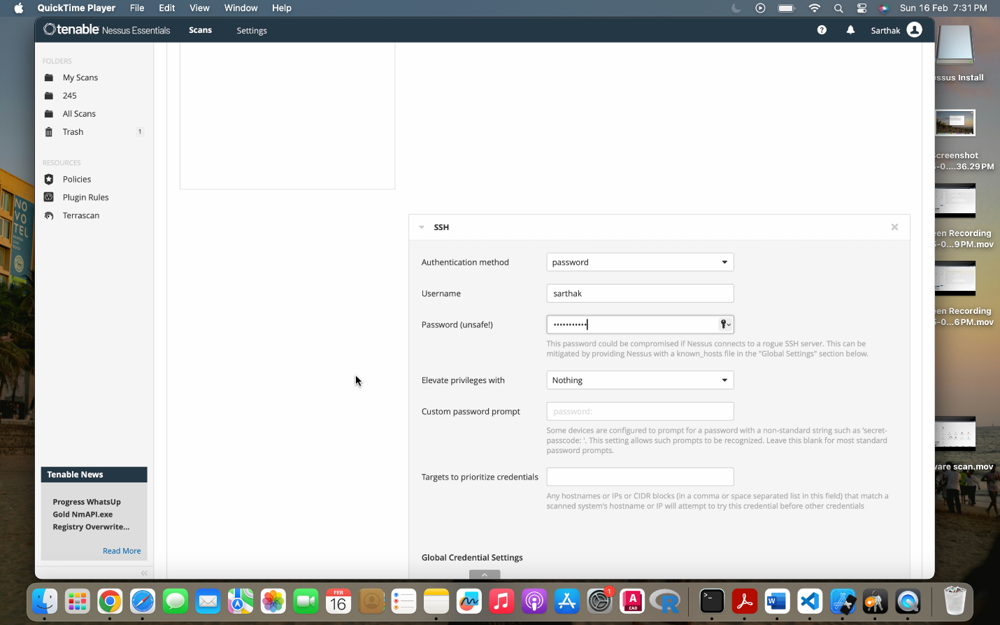 QuickTime Player File Edit View Window Help Sun 16 Feb 7:31 PM
tenable Nessus Essentials Scans Settings Sarthak
FOLDERS
My Scans
245
All Scans
Trash 1
RESOURCES
Policies
Plugin Rules
Terrascan
SSH
Authentication method password
Username sarthak
Password (unsafe!) •••••••••••
This password could be compromised if Nessus connects to a rogue SSH server. This can be
mitigated by providing Nessus with a known_hosts file in the "Global Settings" section below.
Elevate privileges with Nothing
Custom password prompt password:
Some devices are configured to prompt for a password with a non-standard string such as 'secret-
passcode: '. This setting allows such prompts to be recognized. Leave this blank for most standard
password prompts.
Targets to prioritize credentials
Any hostnames or IPs or CIDR blocks (in a comma or space separated list in this field) that match a
scanned system's hostname or IP will attempt to try this credential before other credentials
Global Credential Settings
Tenable News
Progress WhatsUp
Gold NmAPI.exe
Registry Overwrite...
Read More
essus Install
Screenshot
5-0....36.29 PM
en Recording
5-0...9 PM.mov
en Recording
5-0...6 PM.mov
vare scan.mov
NOVOTEL
FEB
16
1
A
CAD
R
W